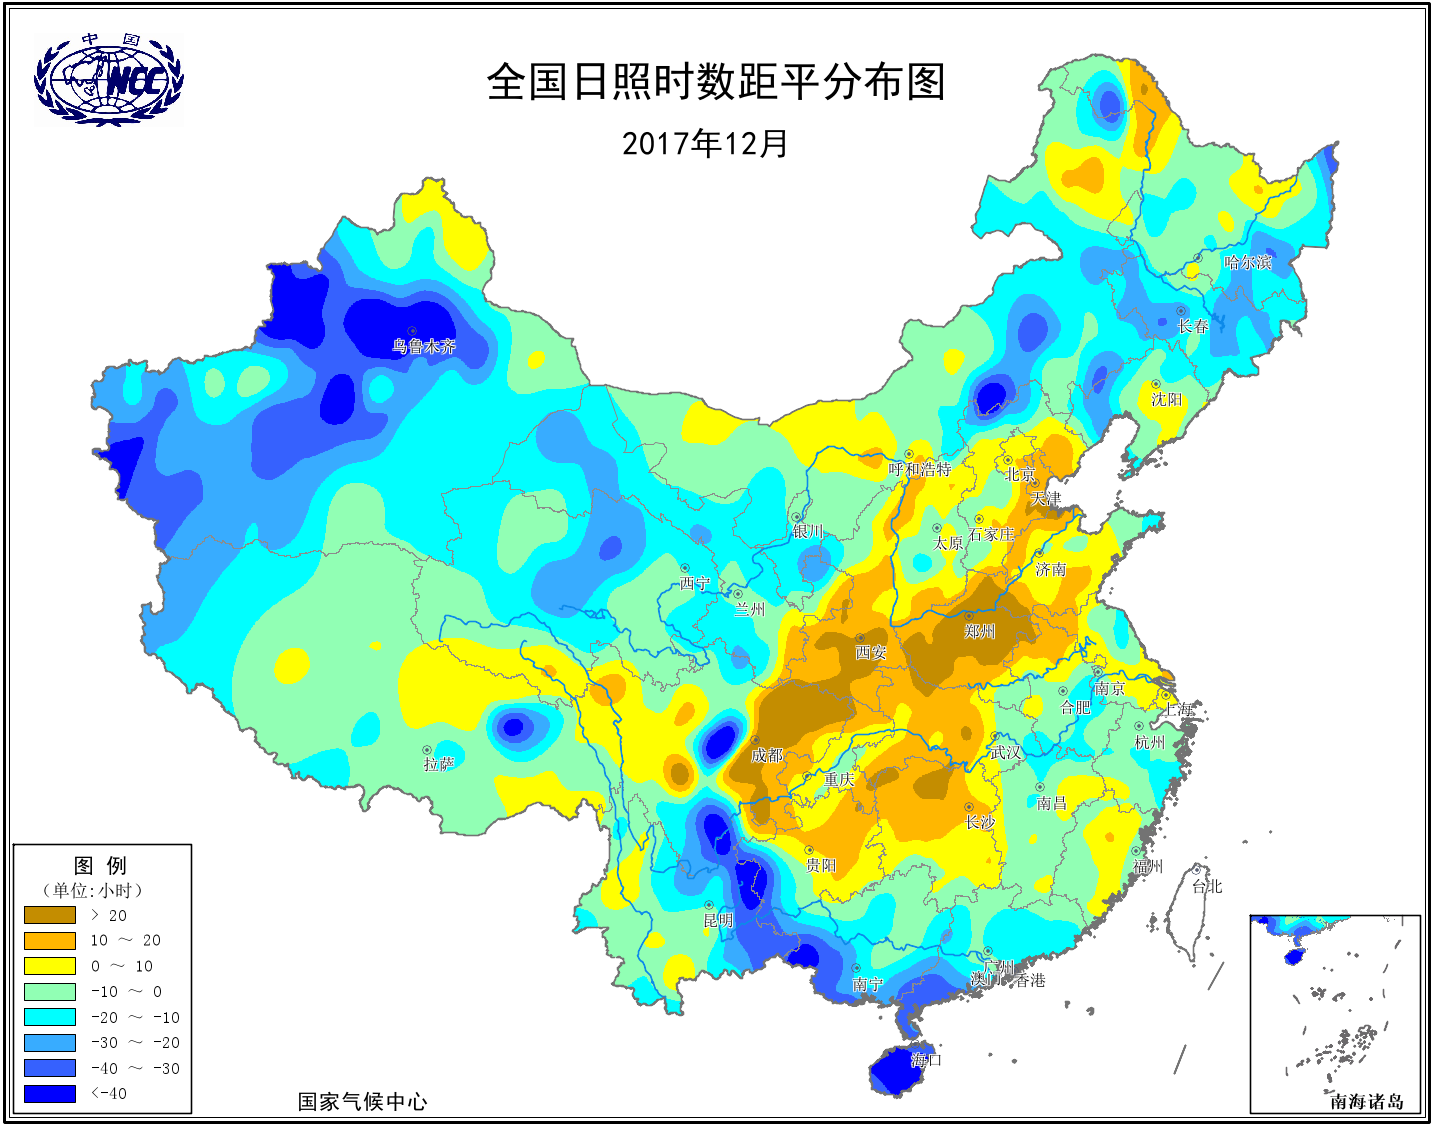 中国
NCC
全国日照时数距平分布图
2017年12月
哈尔滨
长春
乌鲁木齐
沈阳
呼和浩特
北京
天津
银川
太原
石家庄
济南
西宁
兰州
郑州
西安
南京
合肥
上海
杭州
成都
武汉
拉萨
重庆
南昌
长沙
贵阳
福州
台北
昆明
广州
南宁
澳门
香港
海口
图 例
（单位:小时）
> 20
10 ～ 20
0 ～ 10
-10 ～ 0
-20 ～ -10
-30 ～ -20
-40 ～ -30
<-40
国家气候中心
南海诸岛